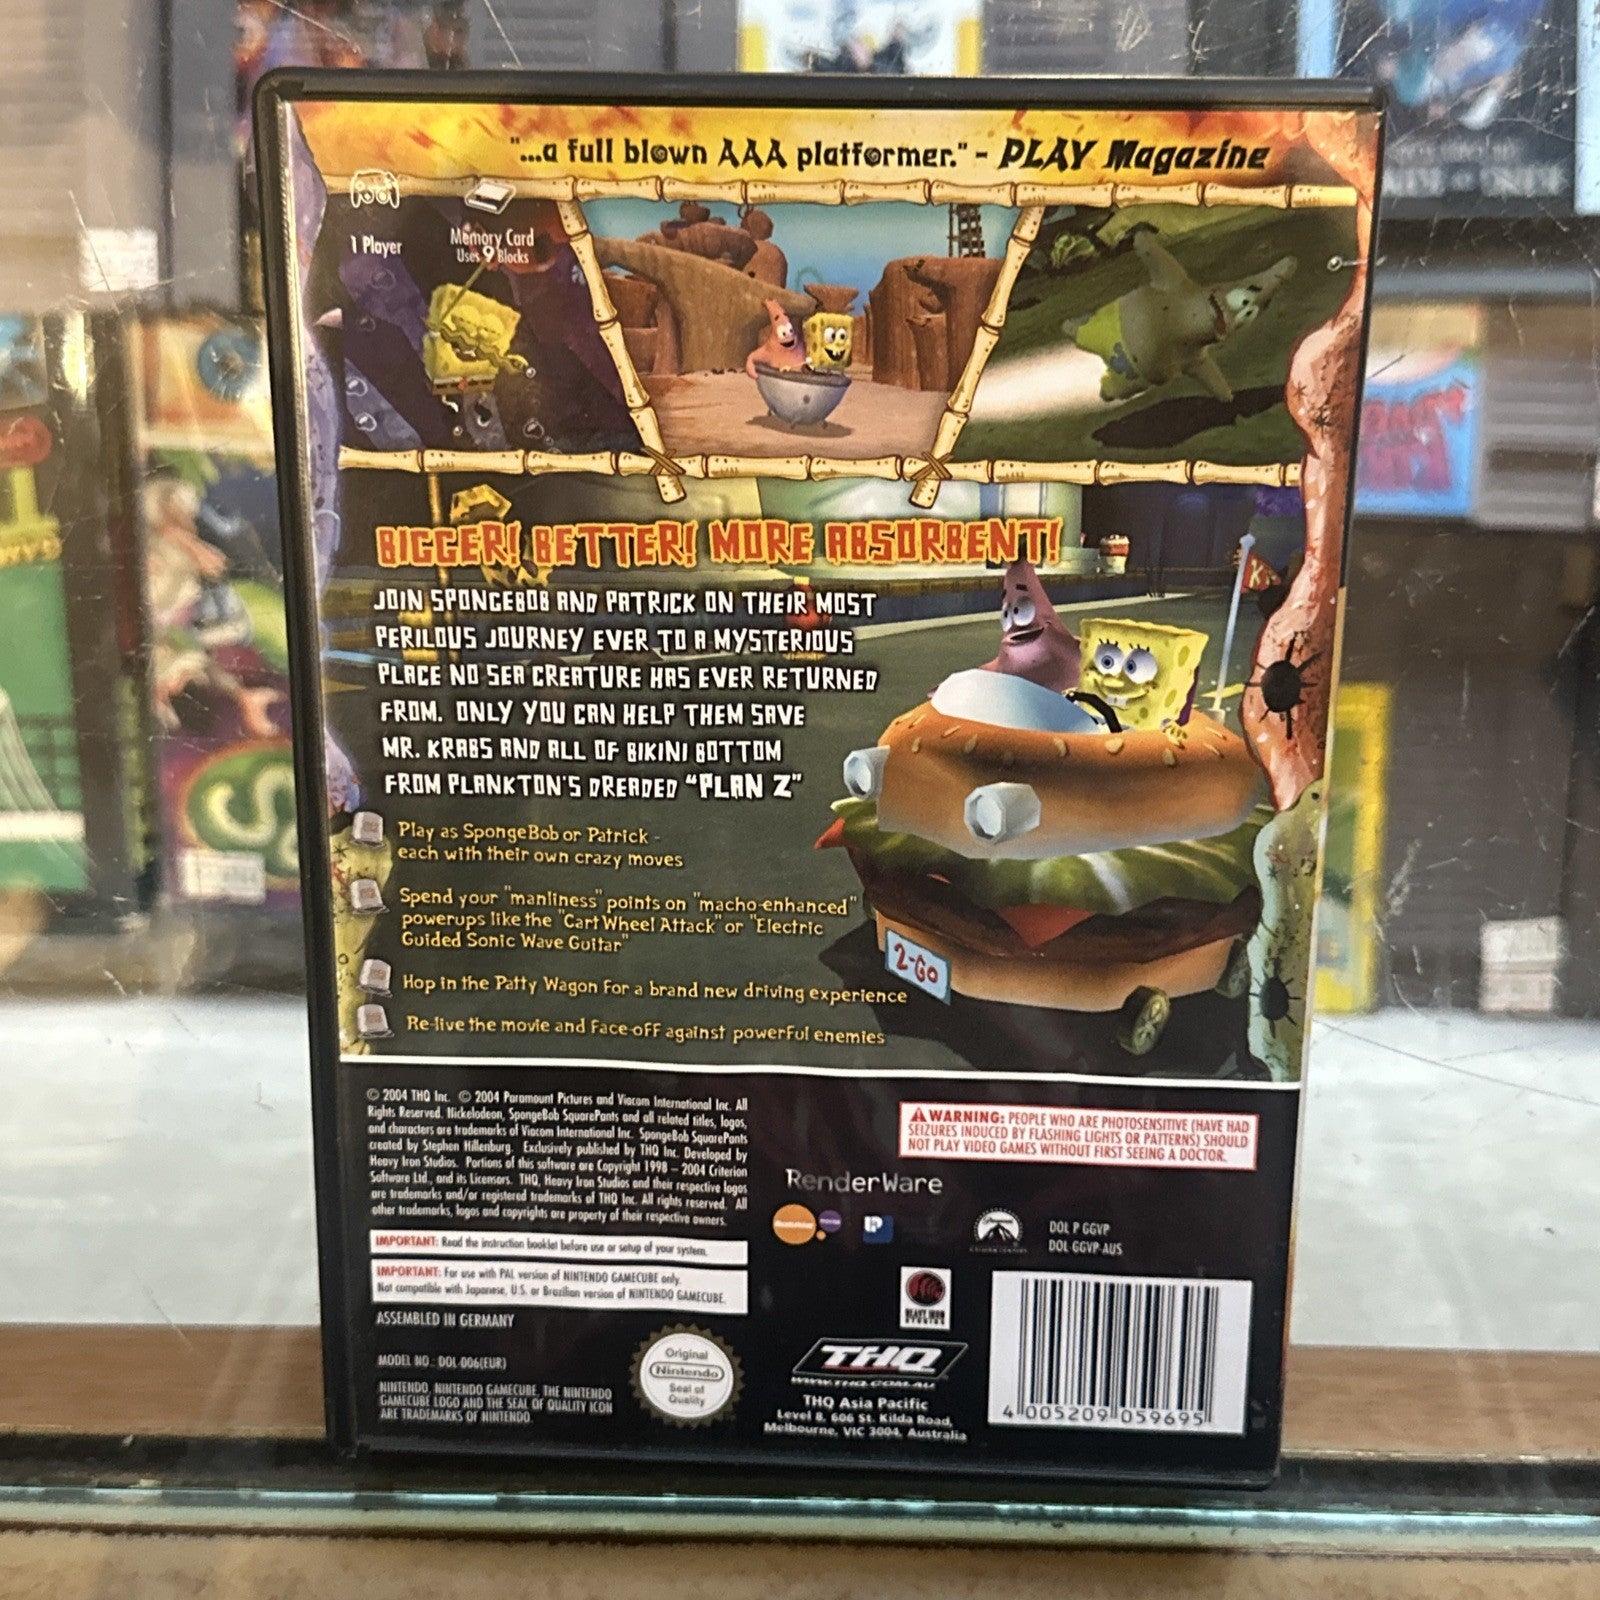 "...a full blown AAA platformer." - PLAY Magazine
1 Player
Memory Card
Uses 9 Blocks
BIGGER! BETTER! MORE ABSORBENT!
JOIN SPONGEBOB AND PATRICK ON THEIR MOST
PERILOUS JOURNEY EVER TO A MYSTERIOUS
PLACE NO SEA CREATURE HAS EVER RETURNED
FROM. ONLY YOU CAN HELP THEM SAVE
MR. KRABS AND ALL OF BIKINI BOTTOM
FROM PLANKTON'S DREADED "PLAN Z"
Play as SpongeBob or Patrick -
each with their own crazy moves
Spend your "manliness" points on "macho-enhanced"
powerups like the "Cart Wheel Attack" or "Electric
Guided Sonic Wave Guitar"
Hop in the Patty Wagon for a brand new driving experience
Re-live the movie and face-off against powerful enemies
K
2-GO
© 2004 THQ Inc. © 2004 Paramount Pictures and Viacom International Inc. All
Rights Reserved. Nickelodeon, SpongeBob SquarePants and all related titles, logos,
and characters are trademarks of Viacom International Inc. SpongeBob SquarePants
created by Stephen Hillenburg. Exclusively published by THQ Inc. Developed by
Heavy Iron Studios. Portions of this software are Copyright 1998 – 2004 Criterion
Software Ltd., and its Licensors. THQ, Heavy Iron Studios and their respective logos
are trademarks and/or registered trademarks of THQ Inc. All rights reserved. All
other trademarks, logos and copyrights are property of their respective owners.
WARNING: PEOPLE WHO ARE PHOTOSENSITIVE (HAVE HAD
SEIZURES INDUCED BY FLASHING LIGHTS OR PATTERNS) SHOULD
NOT PLAY VIDEO GAMES WITHOUT FIRST SEEING A DOCTOR.
RenderWare
DOL P GGVP
DOL GGVP-AUS
IMPORTANT: Read the instruction booklet before use or setup of your system.
IMPORTANT: For use with PAL version of NINTENDO GAMECUBE only.
Not compatible with Japanese, U.S. or Brazilian version of NINTENDO GAMECUBE.
ASSEMBLED IN GERMANY
MODEL NO.: DOL-006(EUR)
NINTENDO, NINTENDO GAMECUBE, THE NINTENDO
GAMECUBE LOGO AND THE SEAL OF QUALITY ICON
ARE TRADEMARKS OF NINTENDO.
Original
Nintendo
Seal of
Quality
HEAVY IRON
STUDIOS
THQ
WWW.THQ.COM.AU
THQ Asia Pacific
Level 8, 606 St. Kilda Road,
Melbourne, VIC 3004, Australia
4 005209 059695